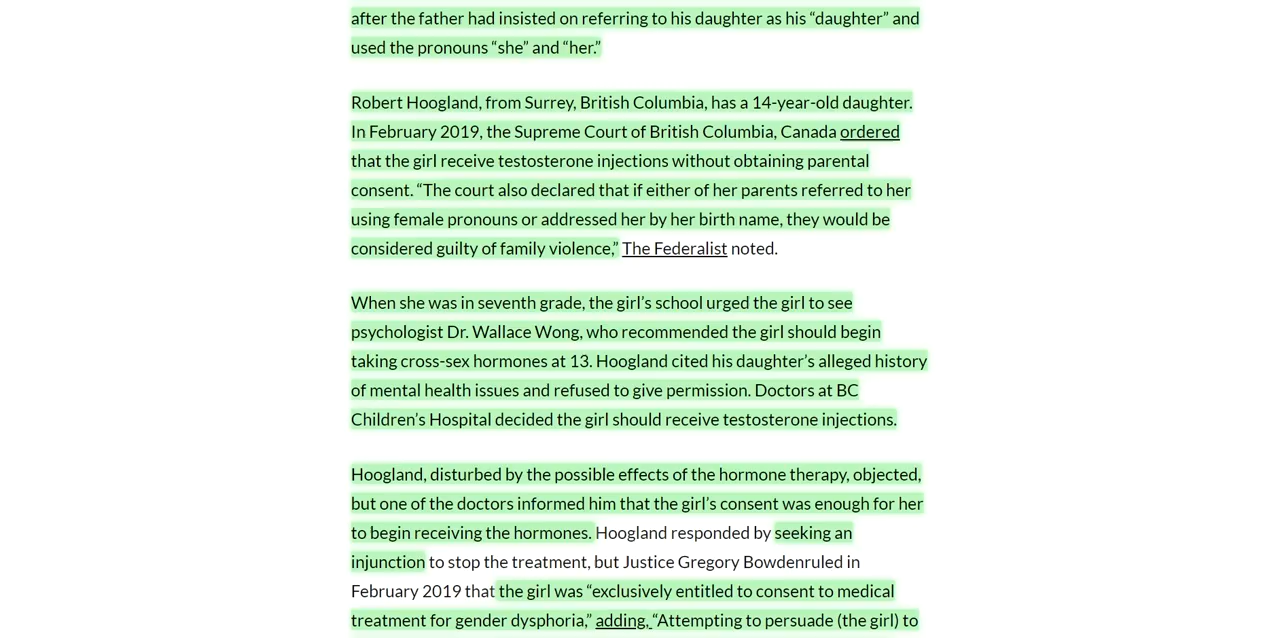 after the father had insisted on referring to his daughter as his “daughter” and
used the pronouns “she” and “her.”
Robert Hoogland, from Surrey, British Columbia, has a 14-year-old daughter.
In February 2019, the Supreme Court of British Columbia, Canada ordered
that the girl receive testosterone injections without obtaining parental
consent. “The court also declared that if either of her parents referred to her
using female pronouns or addressed her by her birth name, they would be
considered guilty of family violence,” The Federalist noted.
When she was in seventh grade, the girl’s school urged the girl to see
psychologist Dr. Wallace Wong, who recommended the girl should begin
taking cross-sex hormones at 13. Hoogland cited his daughter’s alleged history
of mental health issues and refused to give permission. Doctors at BC
Children’s Hospital decided the girl should receive testosterone injections.
Hoogland, disturbed by the possible effects of the hormone therapy, objected,
but one of the doctors informed him that the girl’s consent was enough for her
to begin receiving the hormones. Hoogland responded by seeking an
injunction to stop the treatment, but Justice Gregory Bowdenruled in
February 2019 that the girl was “exclusively entitled to consent to medical
treatment for gender dysphoria,” adding, “Attempting to persuade (the girl) to